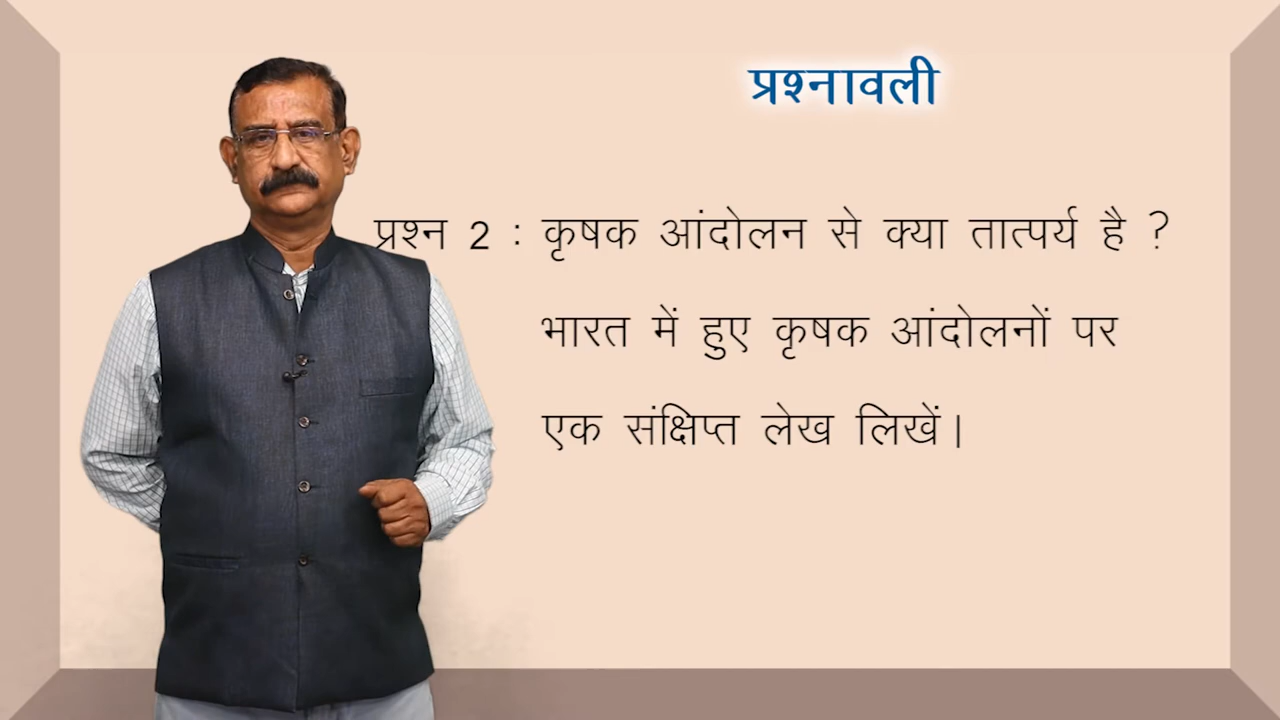 प्रश्नावली
प्रश्न 2 : कृषक आंदोलन से क्या तात्पर्य है ?
भारत में हुए कृषक आंदोलनों पर
एक संक्षिप्त लेख लिखें।